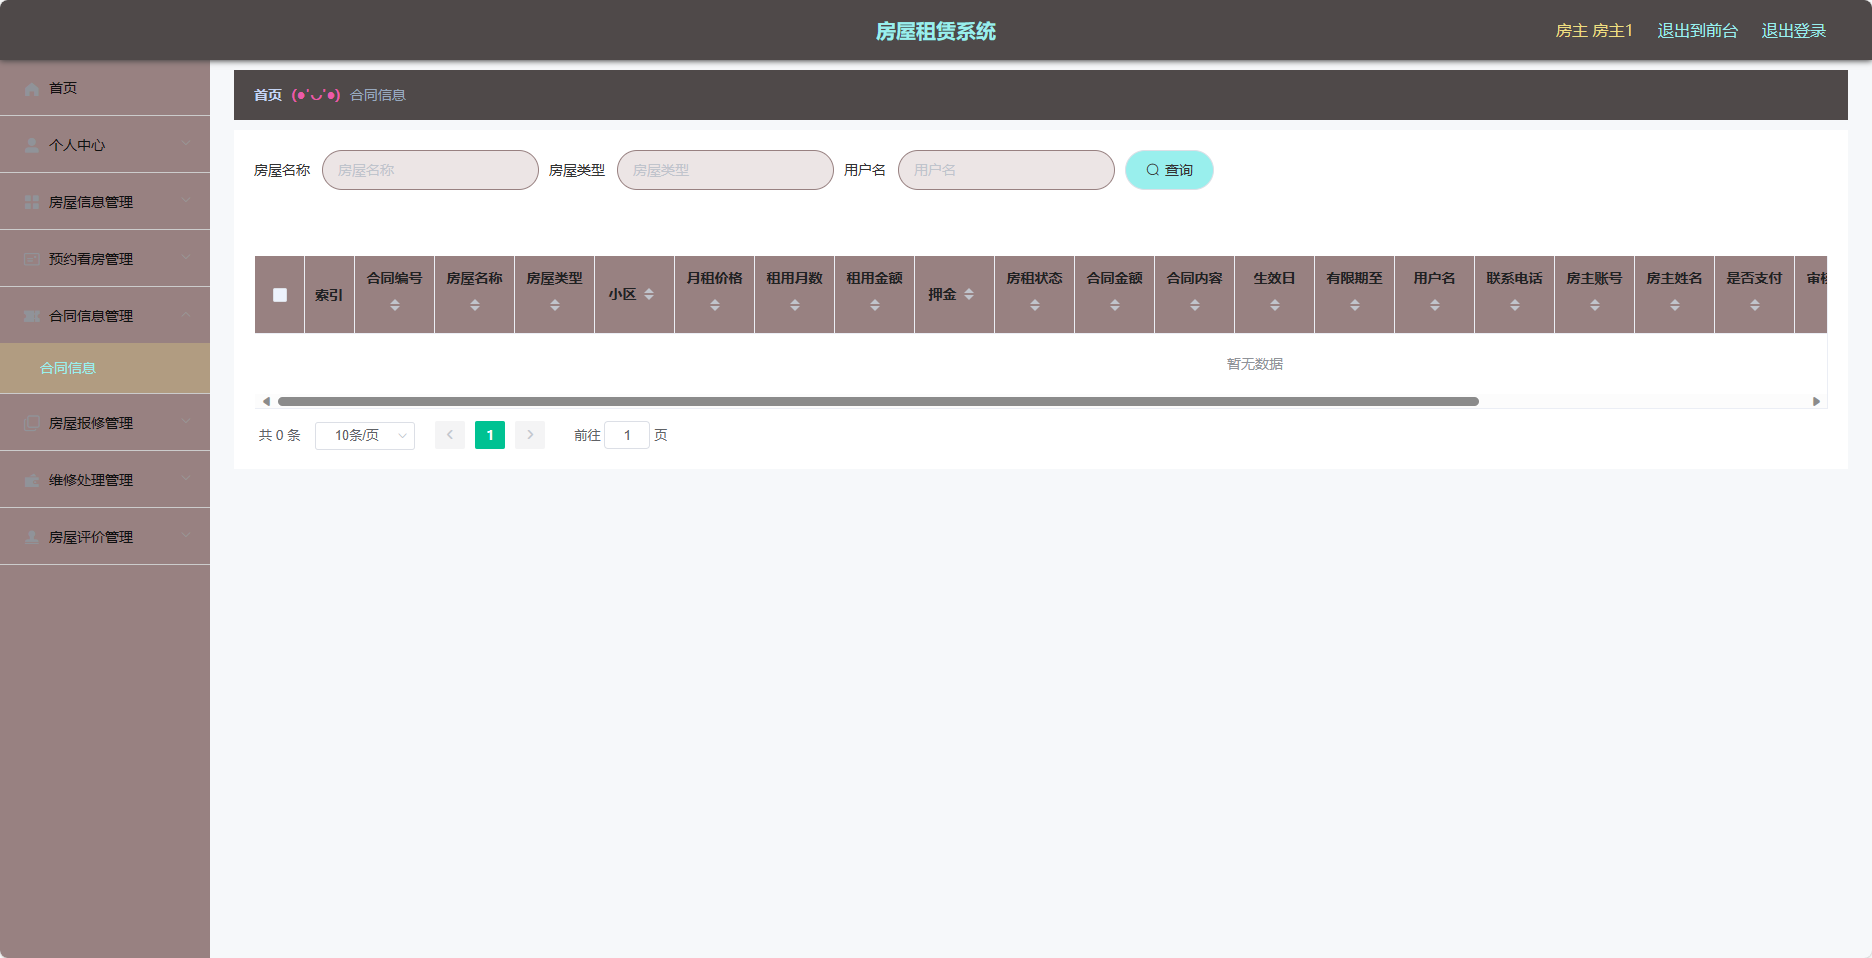 房屋租赁系统
房主 房主1 退出到前台 退出登录
首页
个人中心
房屋信息管理
预约看房管理
合同信息管理
合同信息
房屋报修管理
维修处理管理
房屋评价管理
首页 (●'◡'●) 合同信息
房屋名称 房屋名称 房屋类型 房屋类型 用户名 用户名 查询
索引 合同编号 房屋名称 房屋类型 小区 月租价格 租用月数 租用金额 押金 房租状态 合同金额 合同内容 生效日 有限期至 用户名 联系电话 房主账号 房主姓名 是否支付
暂无数据
共 0 条 10条/页 1 前往 1 页